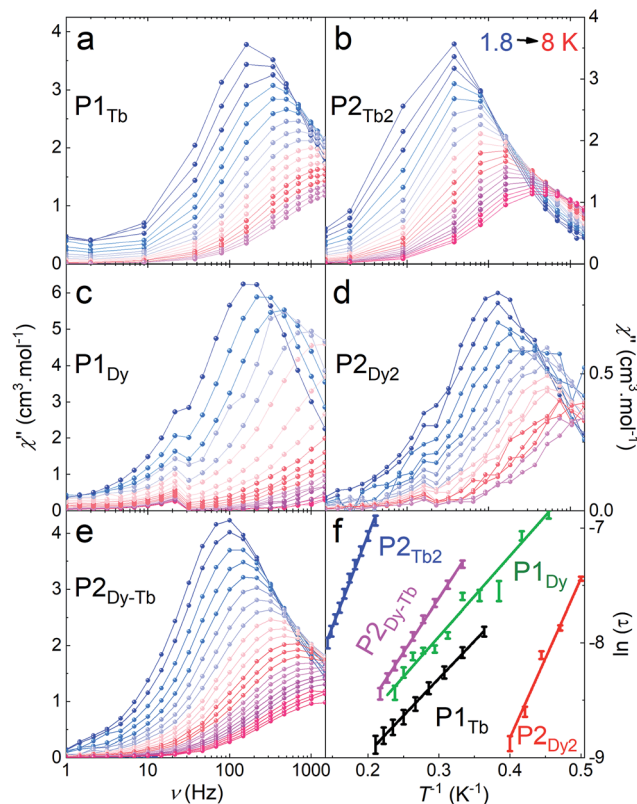 a
P1Tb
4
3
2
1
0
b
1.8 → 8 K
P2Tb2
4
3
2
1
0
c
P1Dy
6
5
4
3
2
1
0
χ'' (cm³.mol⁻¹)
d
P2Dy2
0.5
0.0
χ'' (cm³.mol⁻¹)
e
P2Dy-Tb
4
3
2
1
0
1 10 100 1000
ν (Hz)
f
P2Tb2
P2Dy-Tb
P1Dy
P1Tb
P2Dy2
-7
-8
-9
ln (τ)
0.2 0.3 0.4 0.5
T⁻¹ (K⁻¹)